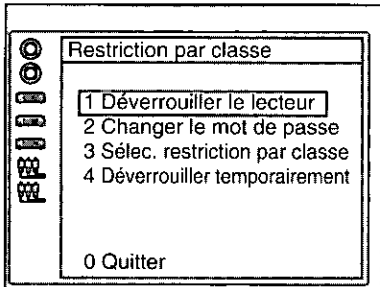 Restriction par classe
1 Déverrouiller le lecteur
2 Changer le mot de passe
3 Sélec. restriction par classe
4 Déverrouiller temporairement
0 Quitter